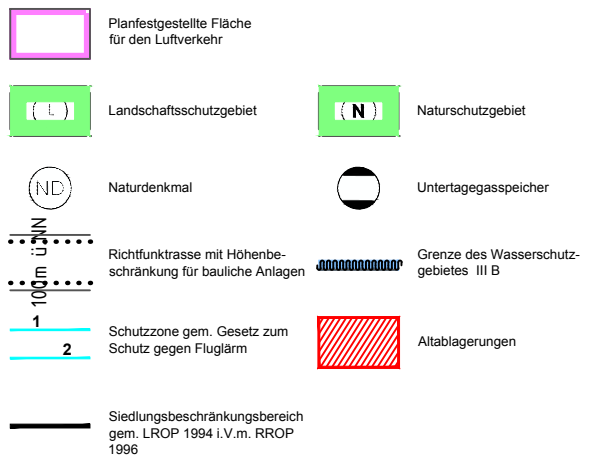 Planfestgestellte Fläche
für den Luftverkehr
( L )
Landschaftsschutzgebiet
( N )
Naturschutzgebiet
ND
Naturdenkmal
Untertagegasspeicher
100m ü.NN
Richtfunktrasse mit Höhenbe-
schränkung für bauliche Anlagen
Grenze des Wasserschutz-
gebietes III B
1
2
Schutzzone gem. Gesetz zum
Schutz gegen Fluglärm
Altablagerungen
Siedlungsbeschränkungsbereich
gem. LROP 1994 i.V.m. RROP
1996